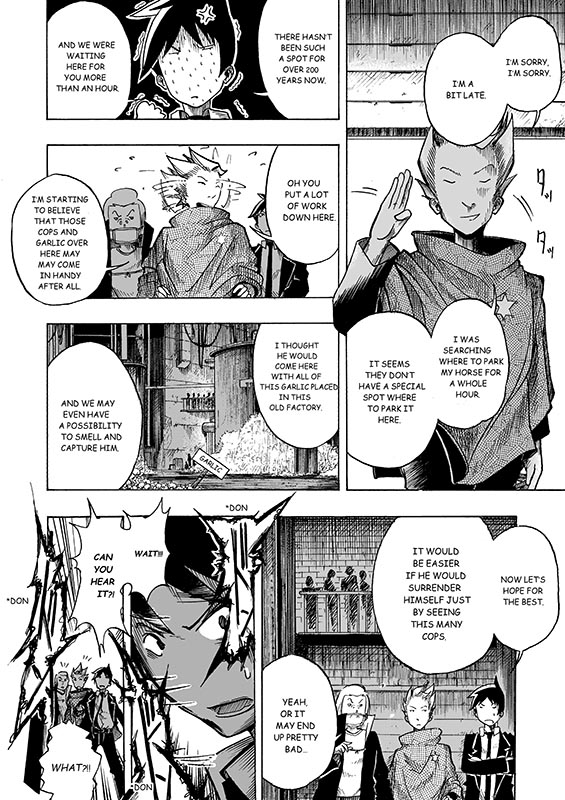 I'M SORRY,
I'M SORRY.
I'M A
BIT LATE.
タッ
タッ
I WAS
SEARCHING
WHERE TO PARK
MY HORSE FOR
A WHOLE
HOUR.
IT SEEMS
THEY DON'T
HAVE A SPECIAL
SPOT WHERE
TO PARK IT
HERE.
THERE HASN'T
BEEN SUCH
A SPOT FOR
OVER 200
YEARS NOW.
AND WE WERE
WAITING
HERE FOR
YOU MORE
THAN AN HOUR.
OH YOU
PUT A LOT
OF WORK
DOWN HERE.
I'M STARTING
TO BELIEVE
THAT THOSE
COPS AND
GARLIC OVER
HERE MAY
MAY COME
IN HANDY
AFTER ALL.
I THOUGHT
HE WOULD
COME HERE
WITH ALL OF
THIS GARLIC PLACED
IN THIS
OLD FACTORY.
AND WE MAY
EVEN HAVE
A POSSIBILITY
TO SMELL AND
CAPTURE HIM.
GARLIC
NOW LET'S
HOPE FOR
THE BEST.
IT WOULD
BE EASIER
IF HE WOULD
SURRENDER
HIMSELF JUST
BY SEEING
THIS MANY
COPS.
YEAH,
OR IT
MAY END
UP PRETTY
BAD...
*DON
WAIT!!!
CAN
YOU
HEAR
IT?!
*DON
WHAT?!!
*DON